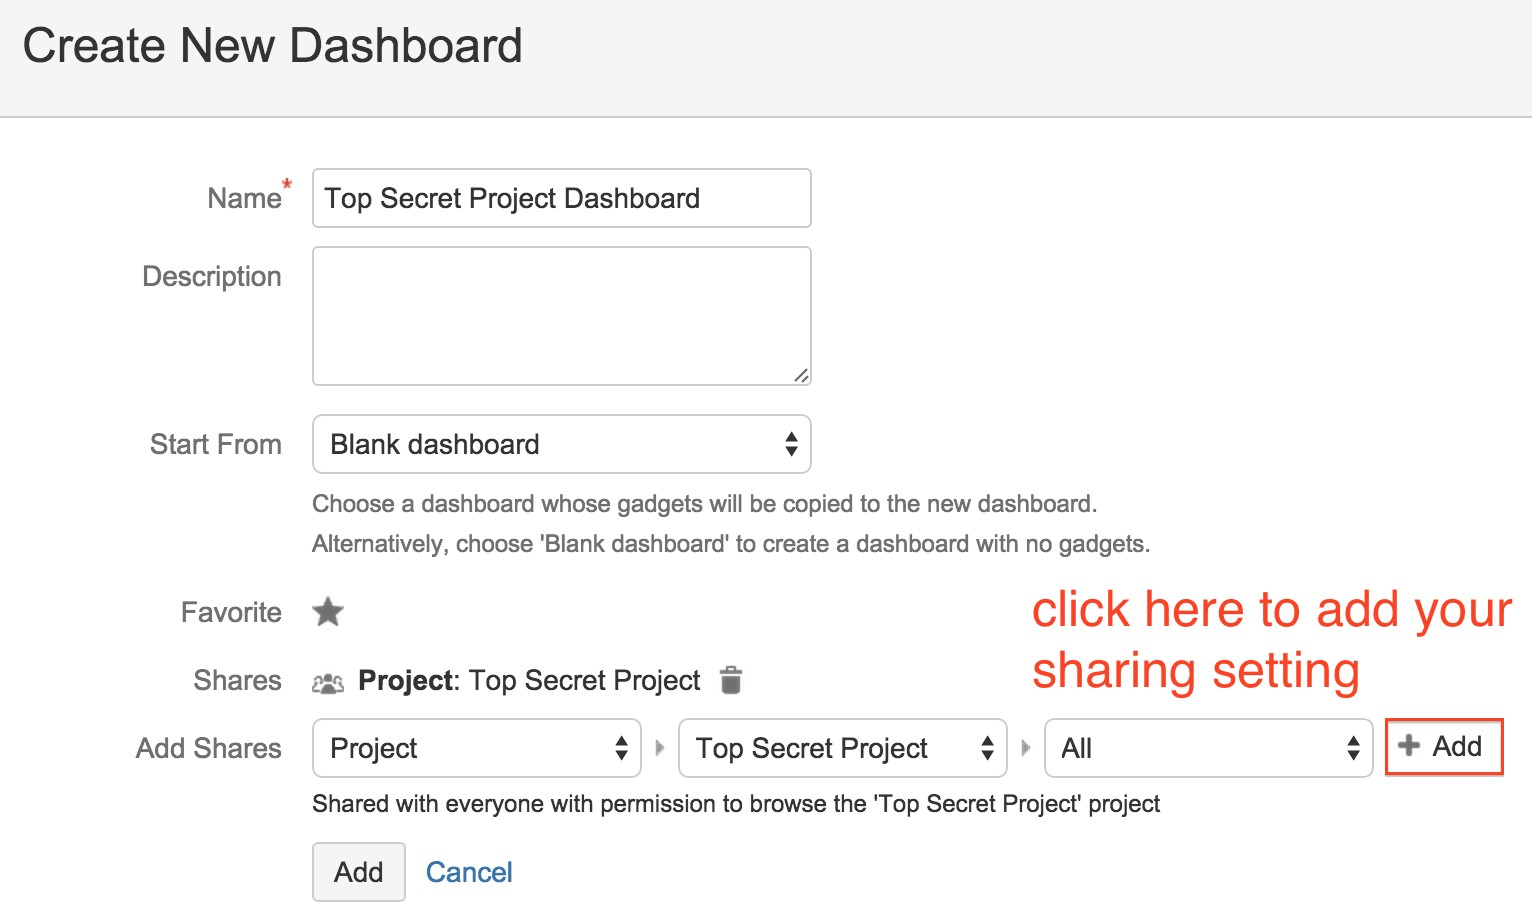 Create New Dashboard
Name*
Top Secret Project Dashboard
Description
Start From
Blank dashboard
Choose a dashboard whose gadgets will be copied to the new dashboard.
Alternatively, choose 'Blank dashboard' to create a dashboard with no gadgets.
Favorite
click here to add your
sharing setting
Shares
Project: Top Secret Project
Add Shares
Project
Top Secret Project
All
Add
Shared with everyone with permission to browse the 'Top Secret Project' project
Add
Cancel